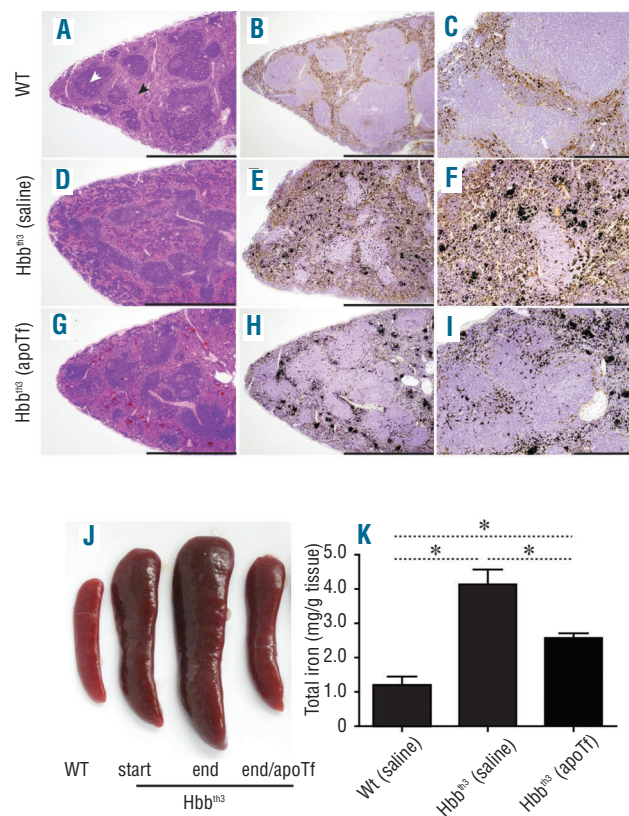 A
B
C
WT
D
E
F
Hbbth3 (saline)
G
H
I
Hbbth3 (apoTf)
J
WT
start
end
end/apoTf
Hbbth3
K
*
* *
Total iron (mg/g tissue)
5.0
4.0
3.0
2.0
1.0
0
Wt (saline)
Hbbth3 (saline)
Hbbth3 (apoTf)